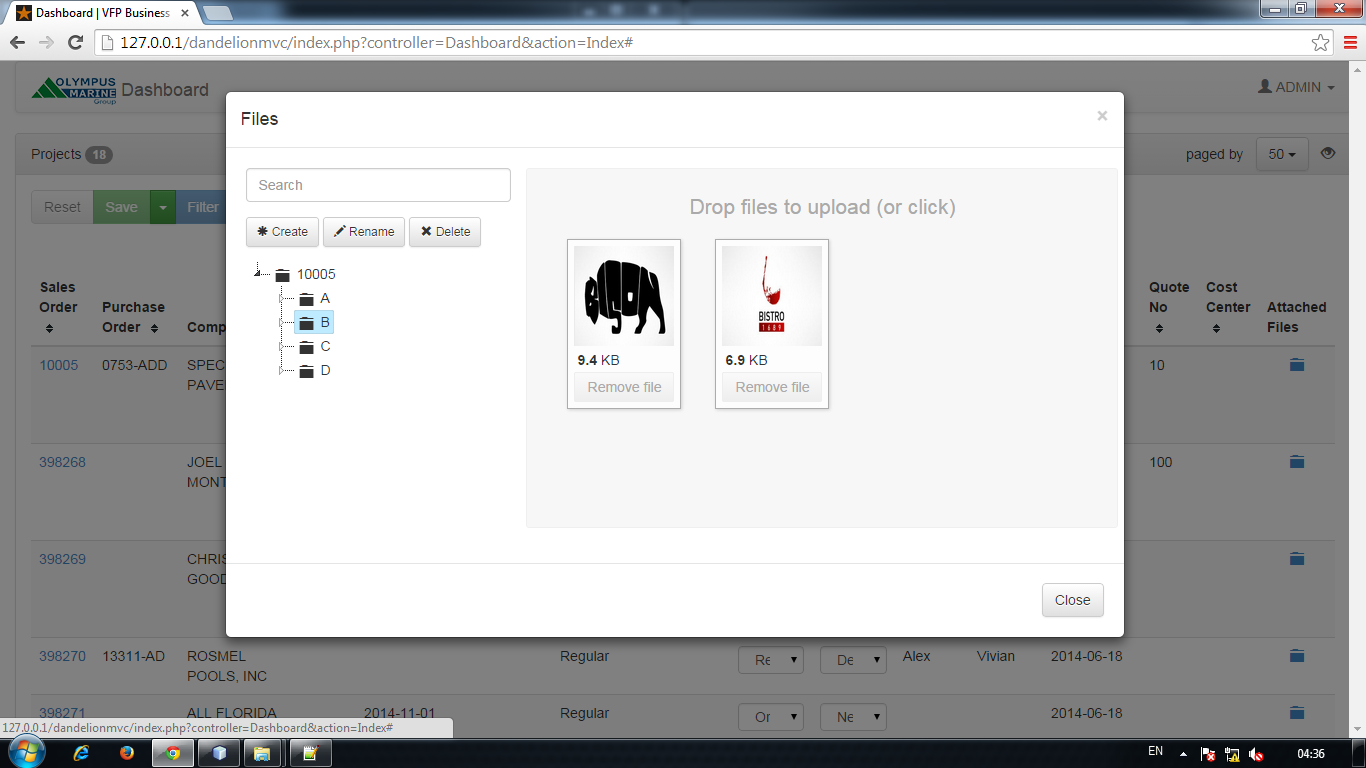 Dashboard | VFP Business
127.0.0.1/dandelionmvc/index.php?controller=Dashboard&action=Index#
OLYMPUS
MARINE
Group
Dashboard
ADMIN
Files
×
Projects 18
paged by 50
Reset Save Filter
Search
Create Rename Delete
10005
A
B
C
D
Drop files to upload (or click)
BISON
9.4 KB
Remove file
BISTRO
1689
6.9 KB
Remove file
Close
Sales Order
Purchase Order
Comp
Quote No
Cost Center
Attached Files
10005 0753-ADD SPEC 10
PAVE
398268 JOEL 100
MONT
398269 CHRIS
GOOD
398270 13311-AD ROSMEL Regular Re De Alex Vivian 2014-06-18
POOLS, INC
398271 ALL FLORIDA 2014-11-01 Regular Or Ne 2014-06-18
127.0.0.1/dandelionmvc/index.php?controller=Dashboard&action=Index#
EN 04:36